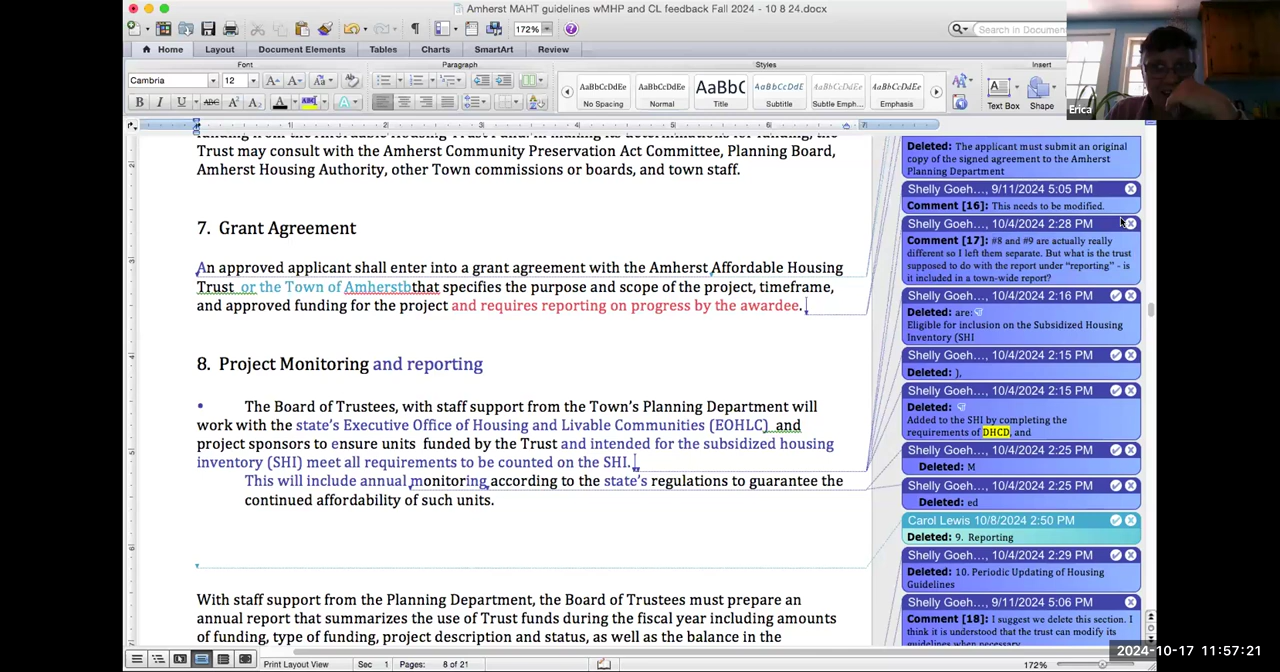 Amherst MAHT guidelines wMHP and CL feedback Fall 2024 - 10 8 24.docx
172%
Search in Documen
Home Layout Document Elements Tables Charts SmartArt Review
Font Paragraph Styles Insert
Cambria 12
AaBbCcDdE No Spacing
AaBbCcDdE Normal
AaBbC Title
AaBbCcDdE Subtitle
AaBbCcDdE Subtle Emph...
AaBbCcDdE Emphasis
Text Box Shape
Erica
Trust may consult with the Amherst Community Preservation Act Committee, Planning Board,
Amherst Housing Authority, other Town commissions or boards, and town staff.
7. Grant Agreement
An approved applicant shall enter into a grant agreement with the Amherst Affordable Housing
Trust or the Town of Amherstbthat specifies the purpose and scope of the project, timeframe,
and approved funding for the project and requires reporting on progress by the awardee.
8. Project Monitoring and reporting
• The Board of Trustees, with staff support from the Town's Planning Department will
work with the state's Executive Office of Housing and Livable Communities (EOHLC) and
project sponsors to ensure units funded by the Trust and intended for the subsidized housing
inventory (SHI) meet all requirements to be counted on the SHI.
This will include annual monitoring according to the state's regulations to guarantee the
continued affordability of such units.
With staff support from the Planning Department, the Board of Trustees must prepare an
annual report that summarizes the use of Trust funds during the fiscal year including amounts
of funding, type of funding, project description and status, as well as the balance in the
Deleted: The applicant must submit an original
copy of the signed agreement to the Amherst
Planning Department
Shelly Goeh..., 9/11/2024 5:05 PM
Comment [16]: This needs to be modified.
Shelly Goeh..., 10/4/2024 2:28 PM
Comment [17]: #8 and #9 are actually really
different so I left them separate. But what is the trust
supposed to do with the report under "reporting" - is
it included in a town-wide report?
Shelly Goeh..., 10/4/2024 2:16 PM
Deleted: are:
Eligible for inclusion on the Subsidized Housing
Inventory (SHI
Shelly Goeh..., 10/4/2024 2:15 PM
Deleted: ),
Shelly Goeh..., 10/4/2024 2:15 PM
Deleted:
Added to the SHI by completing the
requirements of DHCD, and
Shelly Goeh..., 10/4/2024 2:25 PM
Deleted: M
Shelly Goeh..., 10/4/2024 2:25 PM
Deleted: ed
Carol Lewis 10/8/2024 2:50 PM
Deleted: 9. Reporting
Shelly Goeh..., 10/4/2024 2:29 PM
Deleted: 10. Periodic Updating of Housing
Guidelines
Shelly Goeh..., 9/11/2024 5:06 PM
Comment [18]: I suggest we delete this section. I
think it is understood that the trust can modify its
guidelines when necessary.
Print Layout View Sec 1 Pages: 8 of 21 172%
2024-10-17 11:57:21